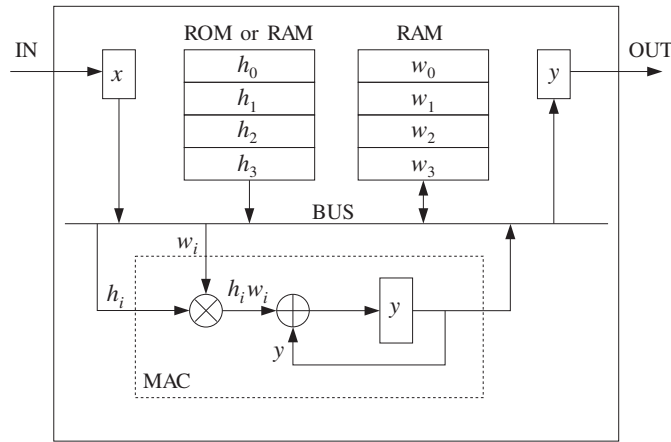 ROM or RAM RAM
IN OUT
x h₀ w₀ y
h₁ w₁
h₂ w₂
h₃ w₃
BUS
wᵢ
hᵢ hᵢwᵢ y
y
MAC